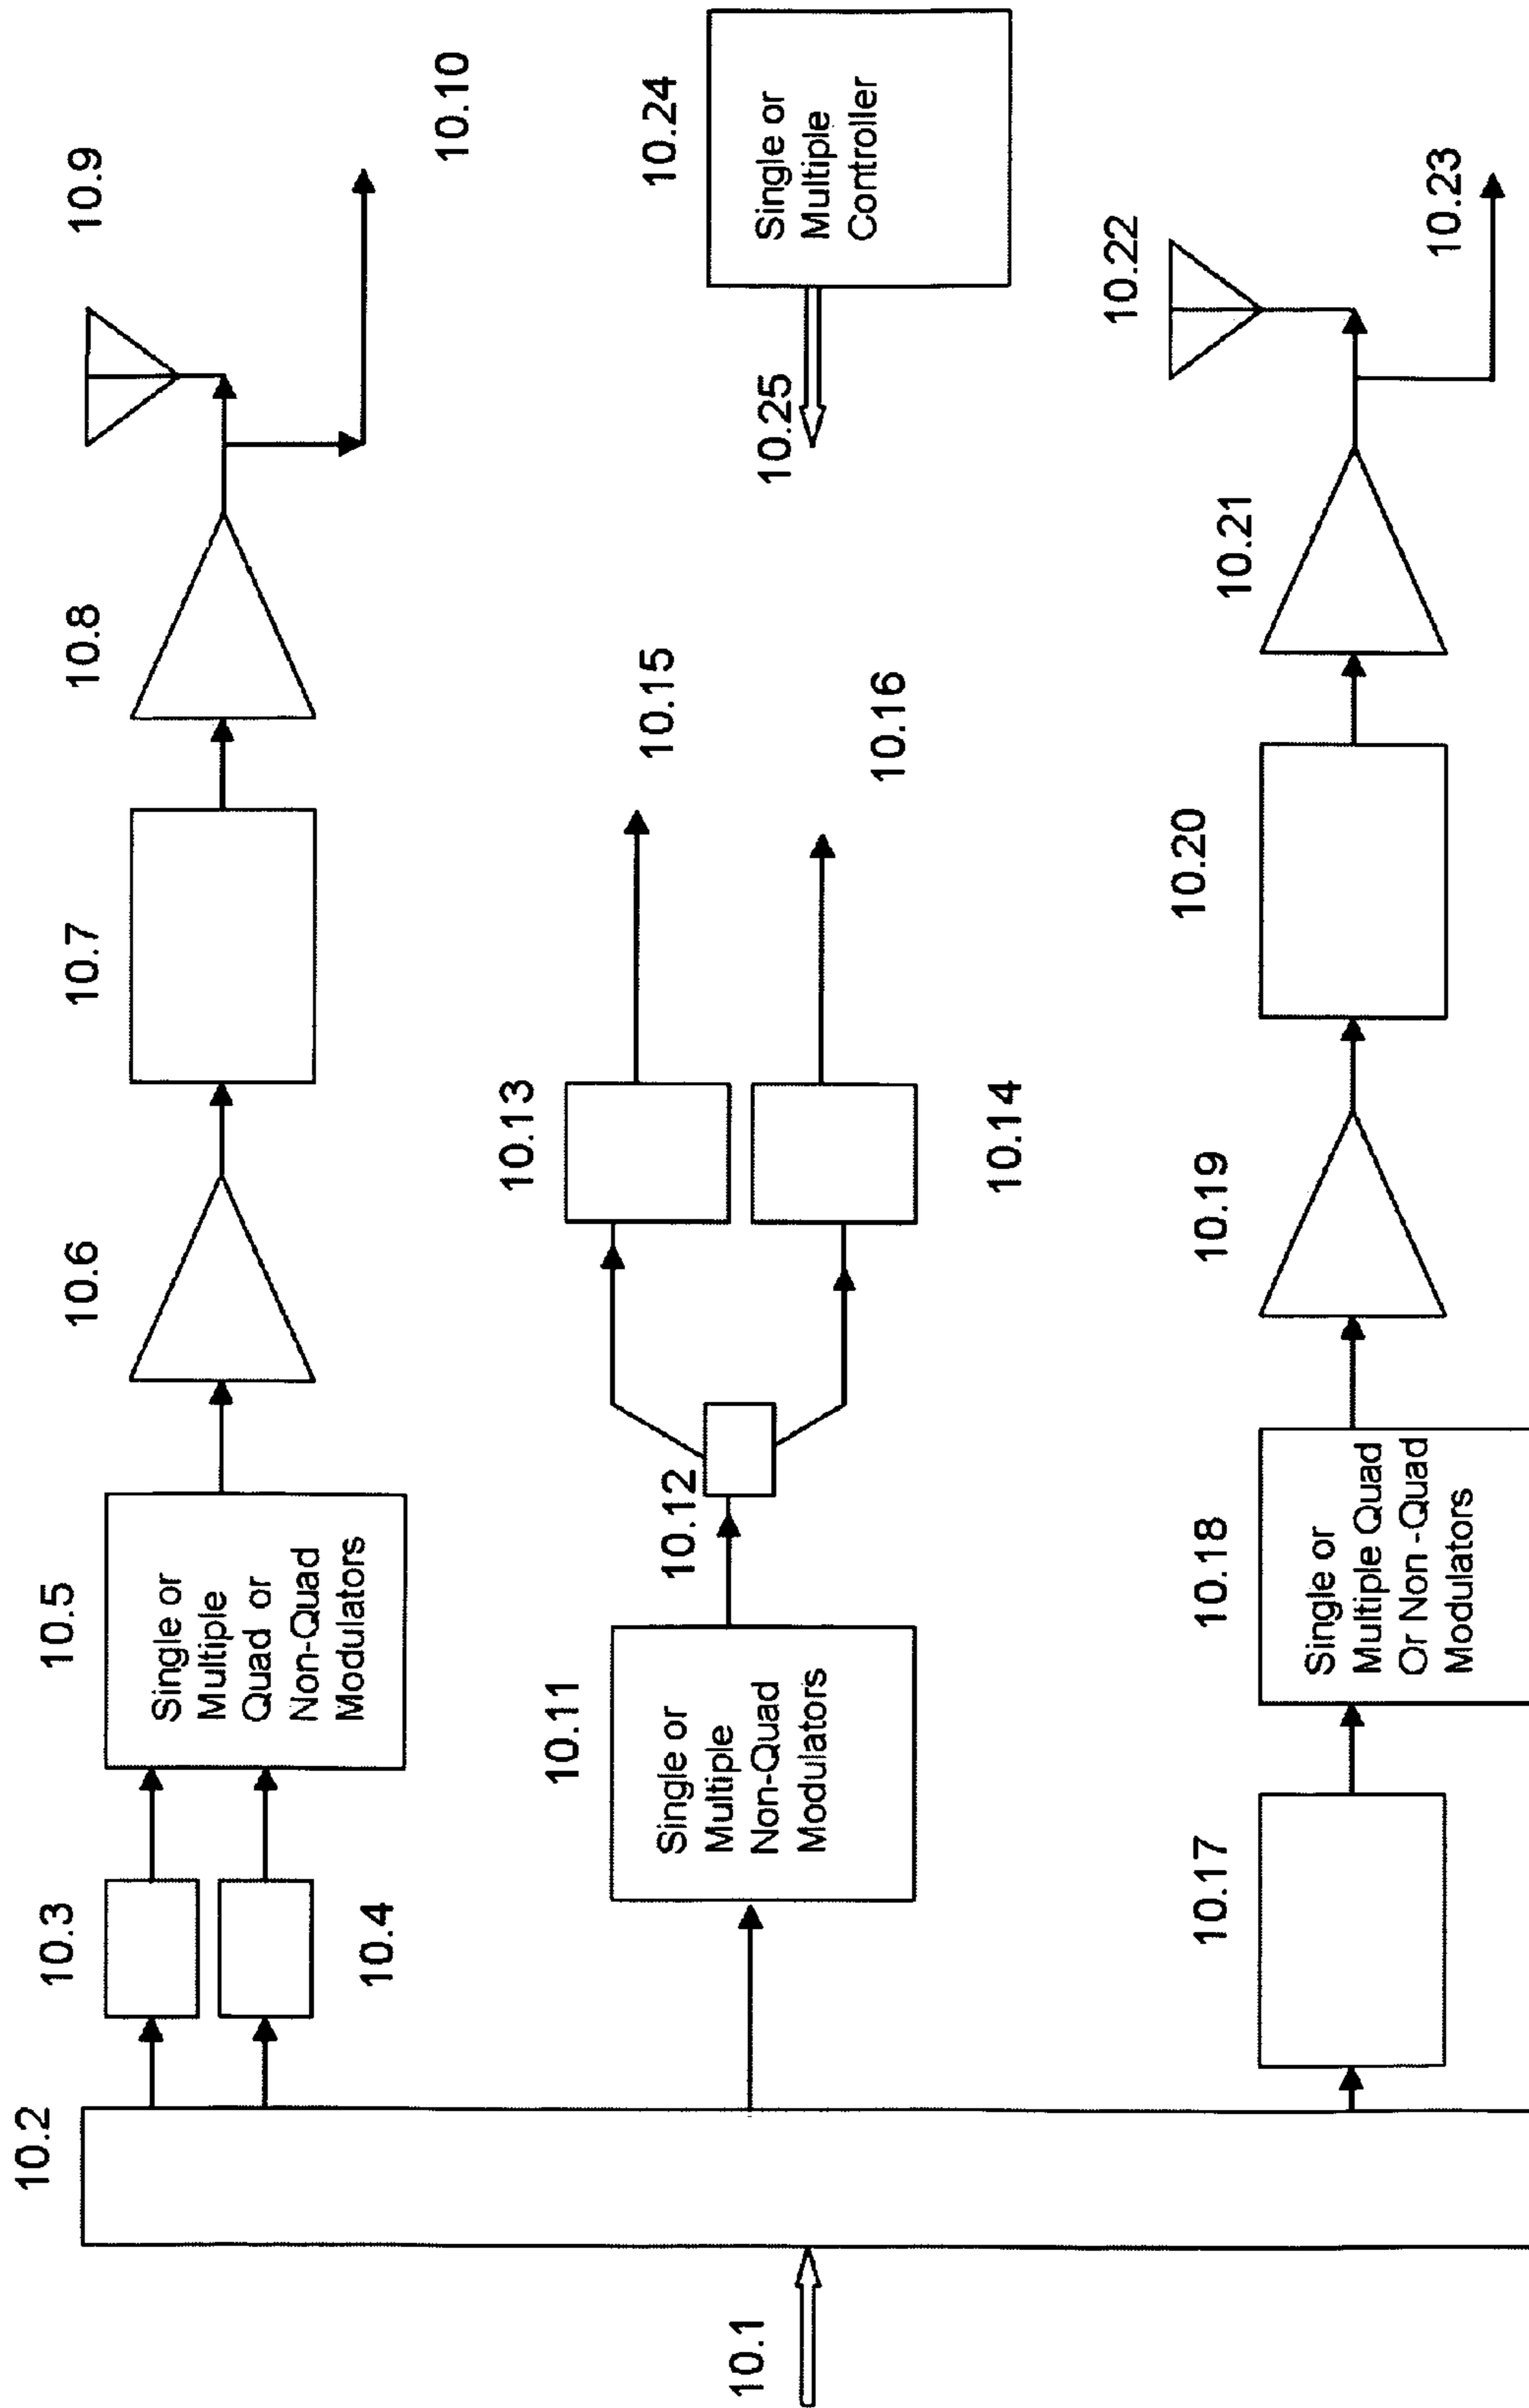 10.1
10.2
10.3
10.4
10.5
Single or
Multiple
Quad or
Non-Quad
Modulators
10.6
10.7
10.8
10.9
10.10
10.11
Single or
Multiple
Non-Quad
Modulators
10.12
10.13
10.14
10.15
10.16
10.17
10.18
Single or
Multiple Quad
Or Non -Quad
Modulators
10.19
10.20
10.21
10.22
10.23
10.24
Single or
Multiple
Controller
10.25